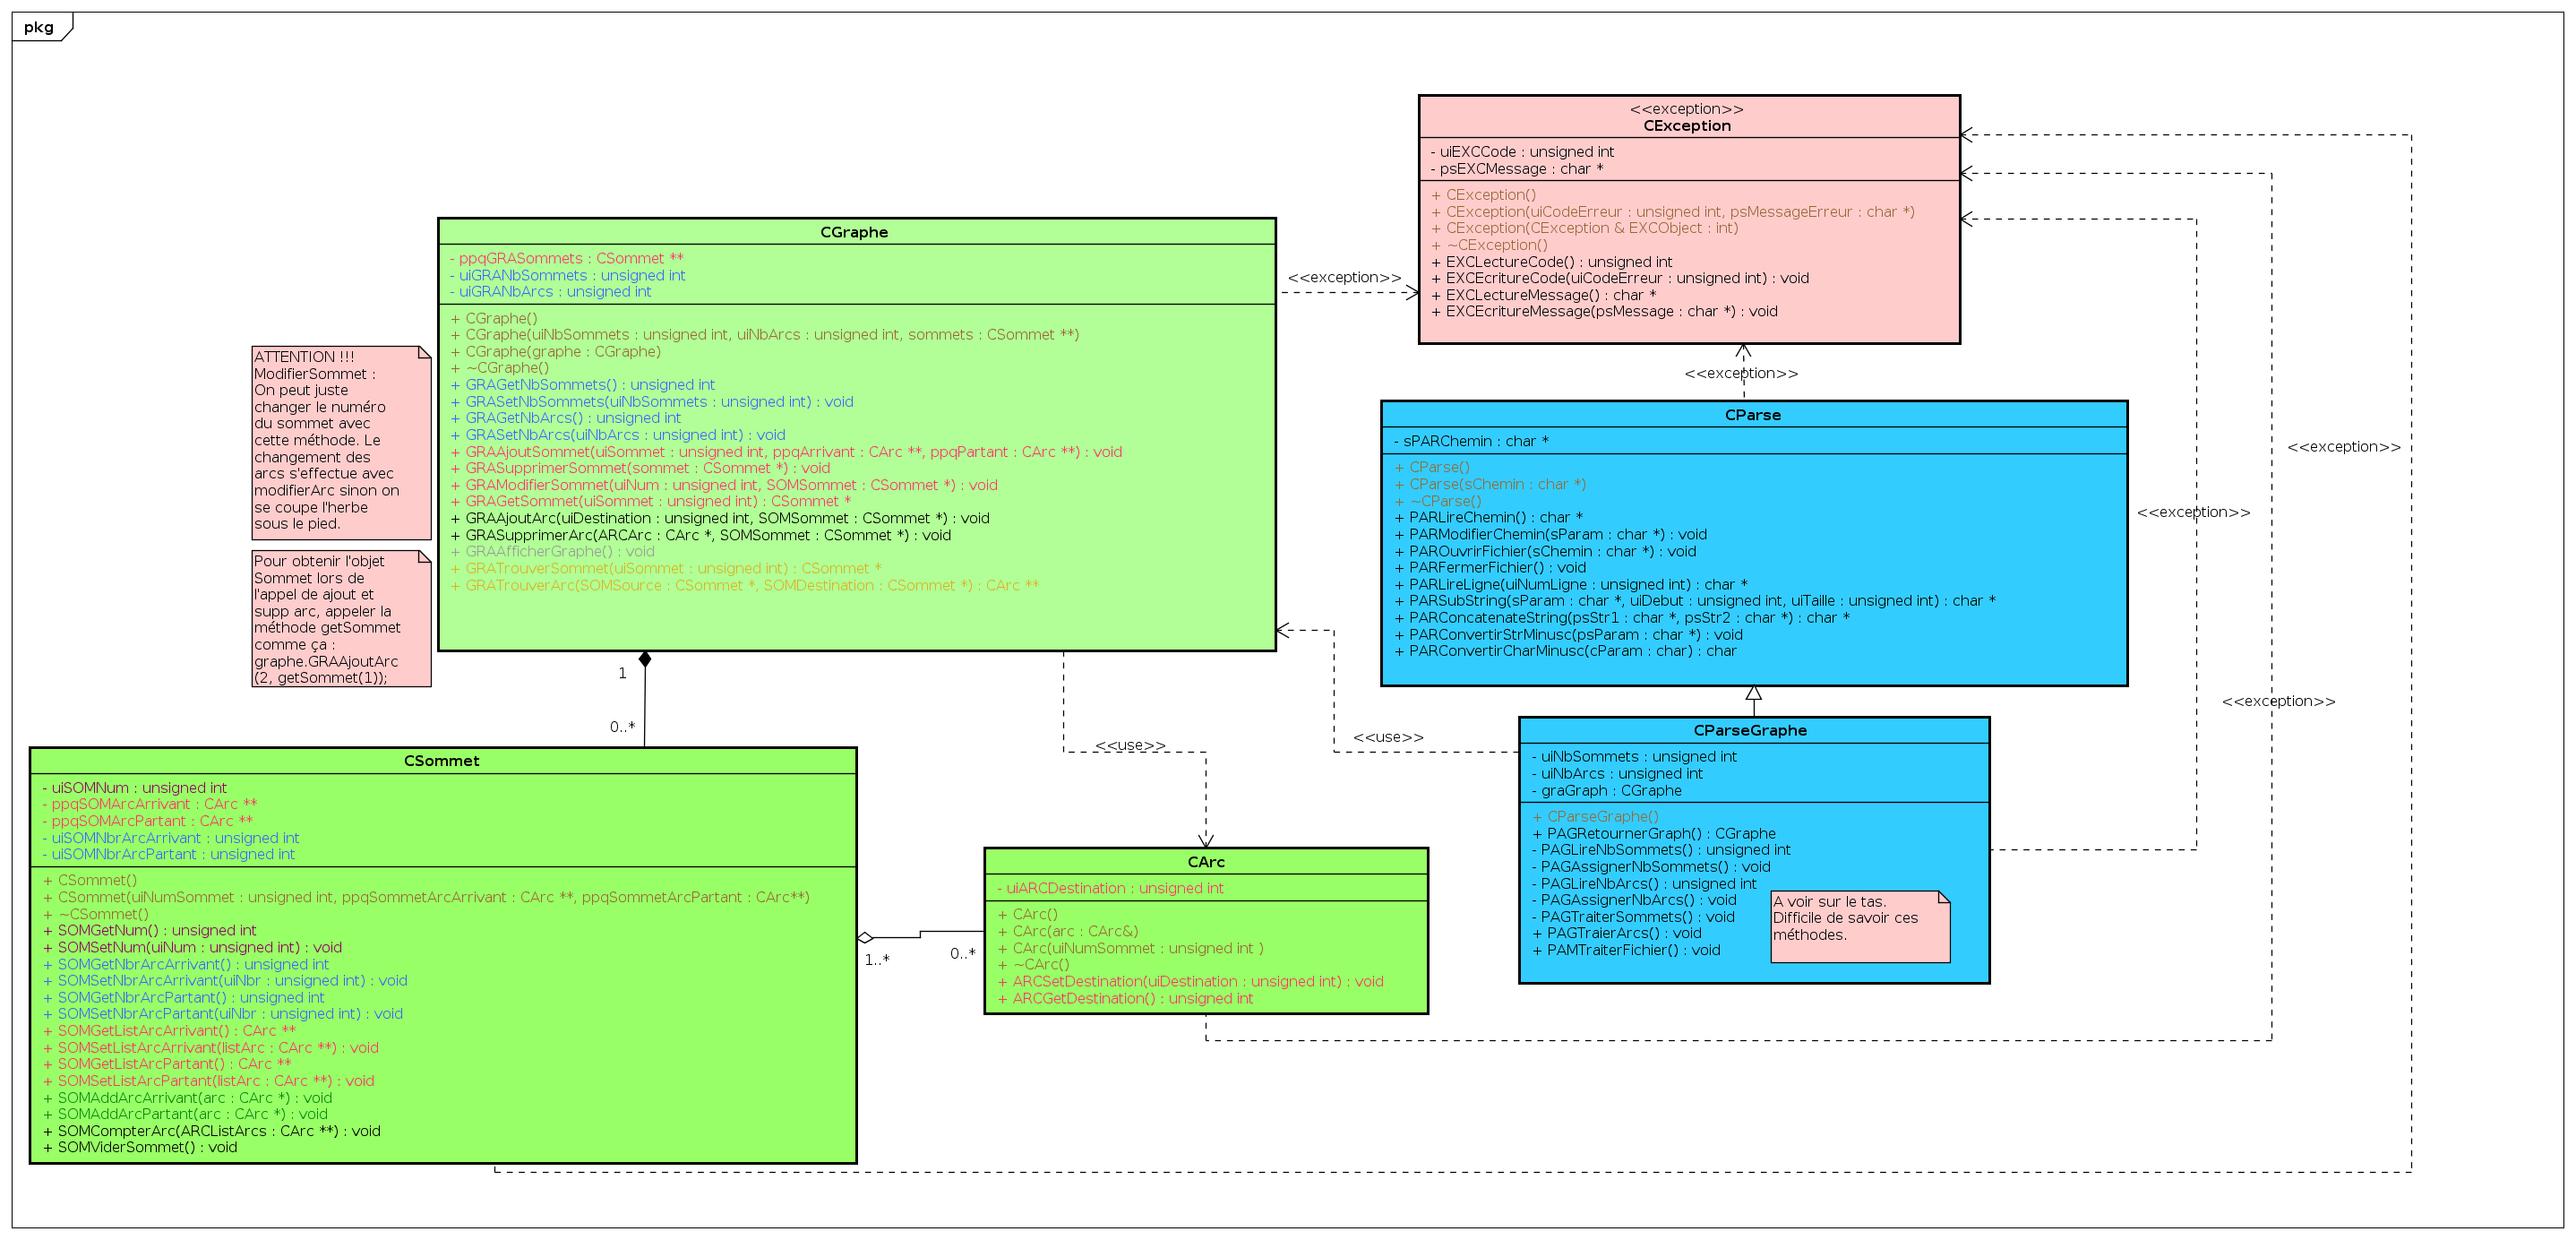 pkg
<<exception>>
CException
- uiEXCCode : unsigned int
- psEXCMessage : char *
+ CException()
+ CException(uiCodeErreur : unsigned int, psMessageErreur : char *)
+ CException(CException & EXCObject : int)
+ ~CException()
+ EXCLectureCode() : unsigned int
+ EXCEcritureCode(uiCodeErreur : unsigned int) : void
+ EXCLectureMessage() : char *
+ EXCEcritureMessage(psMessage : char *) : void
CGraphe
- ppqGRASommets : CSommet **
- uiGRANbSommets : unsigned int
- uiGRANbArcs : unsigned int
+ CGraphe()
+ CGraphe(uiNbSommets : unsigned int, uiNbArcs : unsigned int, sommets : CSommet **)
+ CGraphe(graphe : CGraphe)
+ ~CGraphe()
+ GRAGetNbSommets() : unsigned int
+ GRASetNbSommets(uiNbSommets : unsigned int) : void
+ GRAGetNbArcs() : unsigned int
+ GRASetNbArcs(uiNbArcs : unsigned int) : void
+ GRAAjoutSommet(uiSommet : unsigned int, ppqArrivant : CArc **, ppqPartant : CArc **) : void
+ GRASupprimerSommet(sommet : CSommet *) : void
+ GRAModifierSommet(uiNum : unsigned int, SOMSommet : CSommet *) : void
+ GRAGetSommet(uiSommet : unsigned int) : CSommet *
+ GRAAjoutArc(uiDestination : unsigned int, SOMSommet : CSommet *) : void
+ GRASupprimerArc(ARCArc : CArc *, SOMSommet : CSommet *) : void
+ GRAAfficherGraphe() : void
+ GRATrouverSommet(uiSommet : unsigned int) : CSommet *
+ GRATrouverArc(SOMSource : CSommet *, SOMDestination : CSommet *) : CArc **
<<exception>>
ATTENTION !!!
ModifierSommet :
On peut juste
changer le numéro
du sommet avec
cette méthode. Le
changement des
arcs s'effectue avec
modifierArc sinon on
se coupe l'herbe
sous le pied.
Pour obtenir l'objet
Sommet lors de
l'appel de ajout et
supp arc, appeler la
méthode getSommet
comme ça :
graphe.GRAAjoutArc
(2, getSommet(1));
<<exception>>
CParse
- sPARChemin : char *
+ CParse()
+ CParse(sChemin : char *)
+ ~CParse()
+ PARLireChemin() : char *
+ PARModifierChemin(sParam : char *) : void
+ PAROuvrirFichier(sChemin : char *) : void
+ PARFermerFichier() : void
+ PARLireLigne(uiNumLigne : unsigned int) : char *
+ PARSubString(sParam : char *, uiDebut : unsigned int, uiTaille : unsigned int) : char *
+ PARConcatenateString(psStr1 : char *, psStr2 : char *) : char *
+ PARConvertirStrMinusc(psParam : char *) : void
+ PARConvertirCharMinusc(cParam : char) : char
<<exception>>
<<exception>>
<<exception>>
1
0..*
<<use>>
<<use>>
CParseGraphe
- uiNbSommets : unsigned int
- uiNbArcs : unsigned int
- graGraph : CGraphe
+ CParseGraphe()
+ PAGRetournerGraph() : CGraphe
- PAGLireNbSommets() : unsigned int
- PAGAssignerNbSommets() : void
- PAGLireNbArcs() : unsigned int
- PAGAssignerNbArcs() : void
- PAGTraiterSommets() : void
+ PAGTraierArcs() : void
+ PAMTraiterFichier() : void
A voir sur le tas.
Difficile de savoir ces
méthodes.
CSommet
- uiSOMNum : unsigned int
- ppqSOMArcArrivant : CArc **
- ppqSOMArcPartant : CArc **
- uiSOMNbrArcArrivant : unsigned int
- uiSOMNbrArcPartant : unsigned int
+ CSommet()
+ CSommet(uiNumSommet : unsigned int, ppqSommetArcArrivant : CArc **, ppqSommetArcPartant : CArc**)
+ ~CSommet()
+ SOMGetNum() : unsigned int
+ SOMSetNum(uiNum : unsigned int) : void
+ SOMGetNbrArcArrivant() : unsigned int
+ SOMSetNbrArcArrivant(uiNbr : unsigned int) : void
+ SOMGetNbrArcPartant() : unsigned int
+ SOMSetNbrArcPartant(uiNbr : unsigned int) : void
+ SOMGetListArcArrivant() : CArc **
+ SOMSetListArcArrivant(listArc : CArc **) : void
+ SOMGetListArcPartant() : CArc **
+ SOMSetListArcPartant(listArc : CArc **) : void
+ SOMAddArcArrivant(arc : CArc *) : void
+ SOMAddArcPartant(arc : CArc *) : void
+ SOMCompterArc(ARCListArcs : CArc **) : void
+ SOMViderSommet() : void
1..*
0..*
CArc
- uiARCDestination : unsigned int
+ CArc()
+ CArc(arc : CArc&)
+ CArc(uiNumSommet : unsigned int )
+ ~CArc()
+ ARCSetDestination(uiDestination : unsigned int) : void
+ ARCGetDestination() : unsigned int